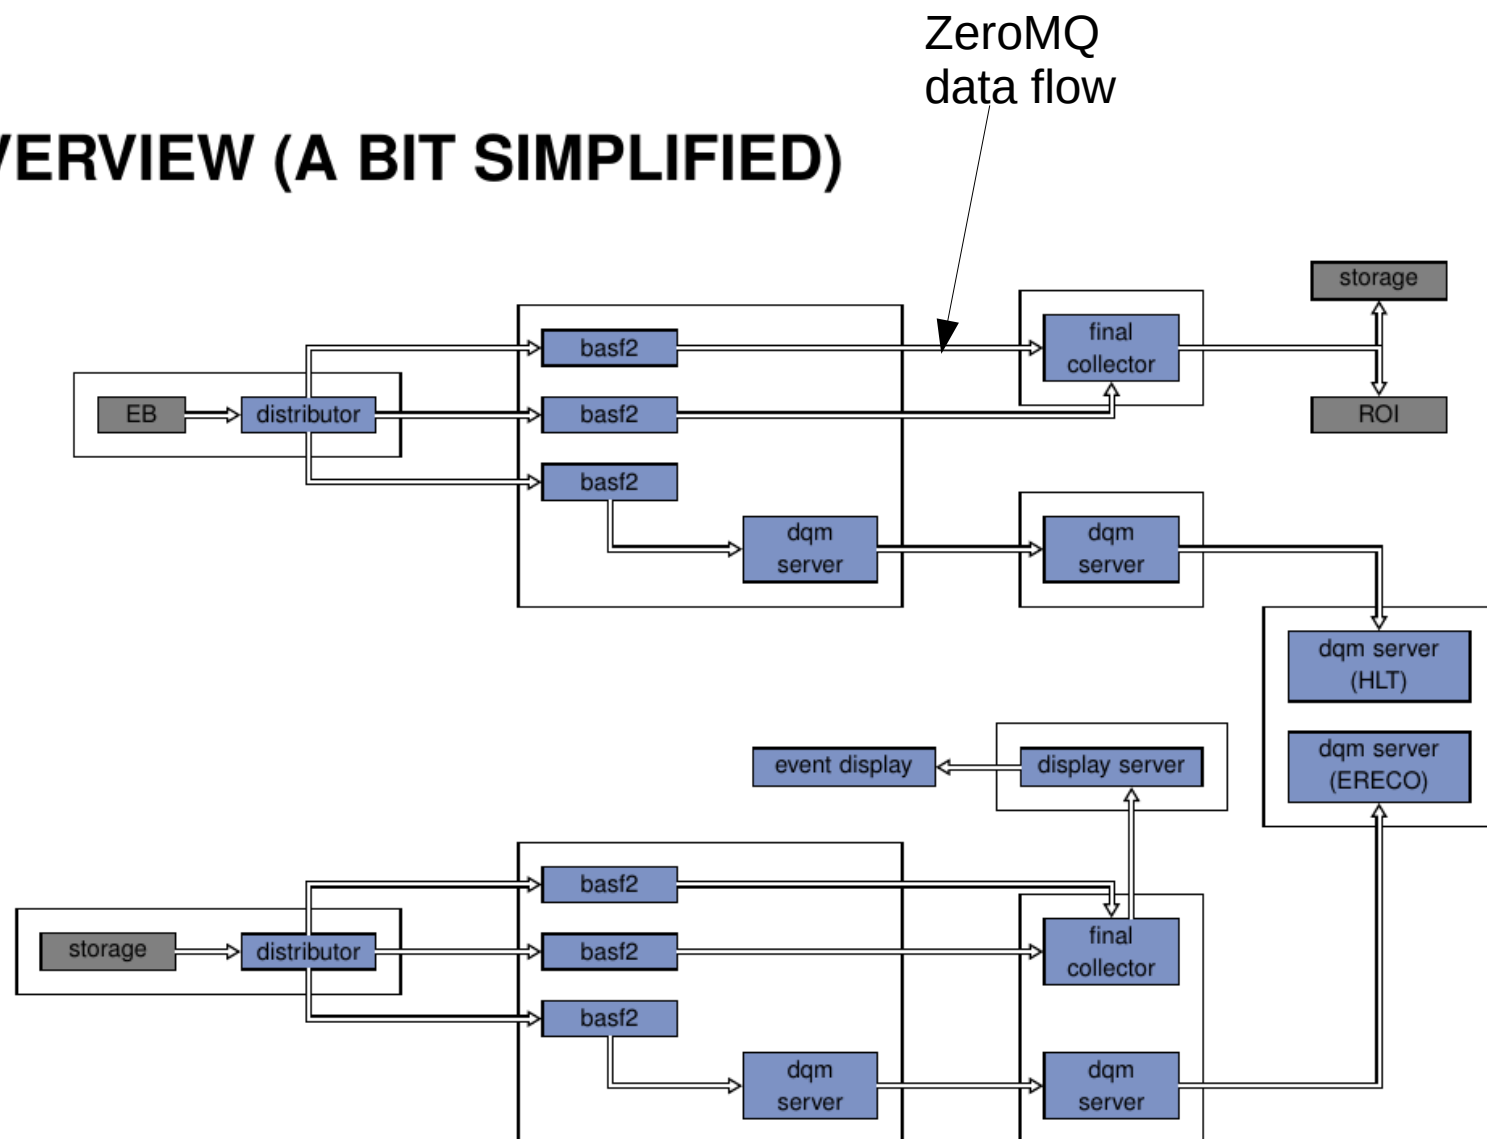 ZeroMQ
data flow
VERVIEW (A BIT SIMPLIFIED)
storage
basf2
final
collector
EB
distributor
basf2
ROI
basf2
dqm
server
dqm
server
dqm server
(HLT)
dqm server
(ERECO)
event display
display server
basf2
storage
distributor
basf2
final
collector
basf2
dqm
server
dqm
server